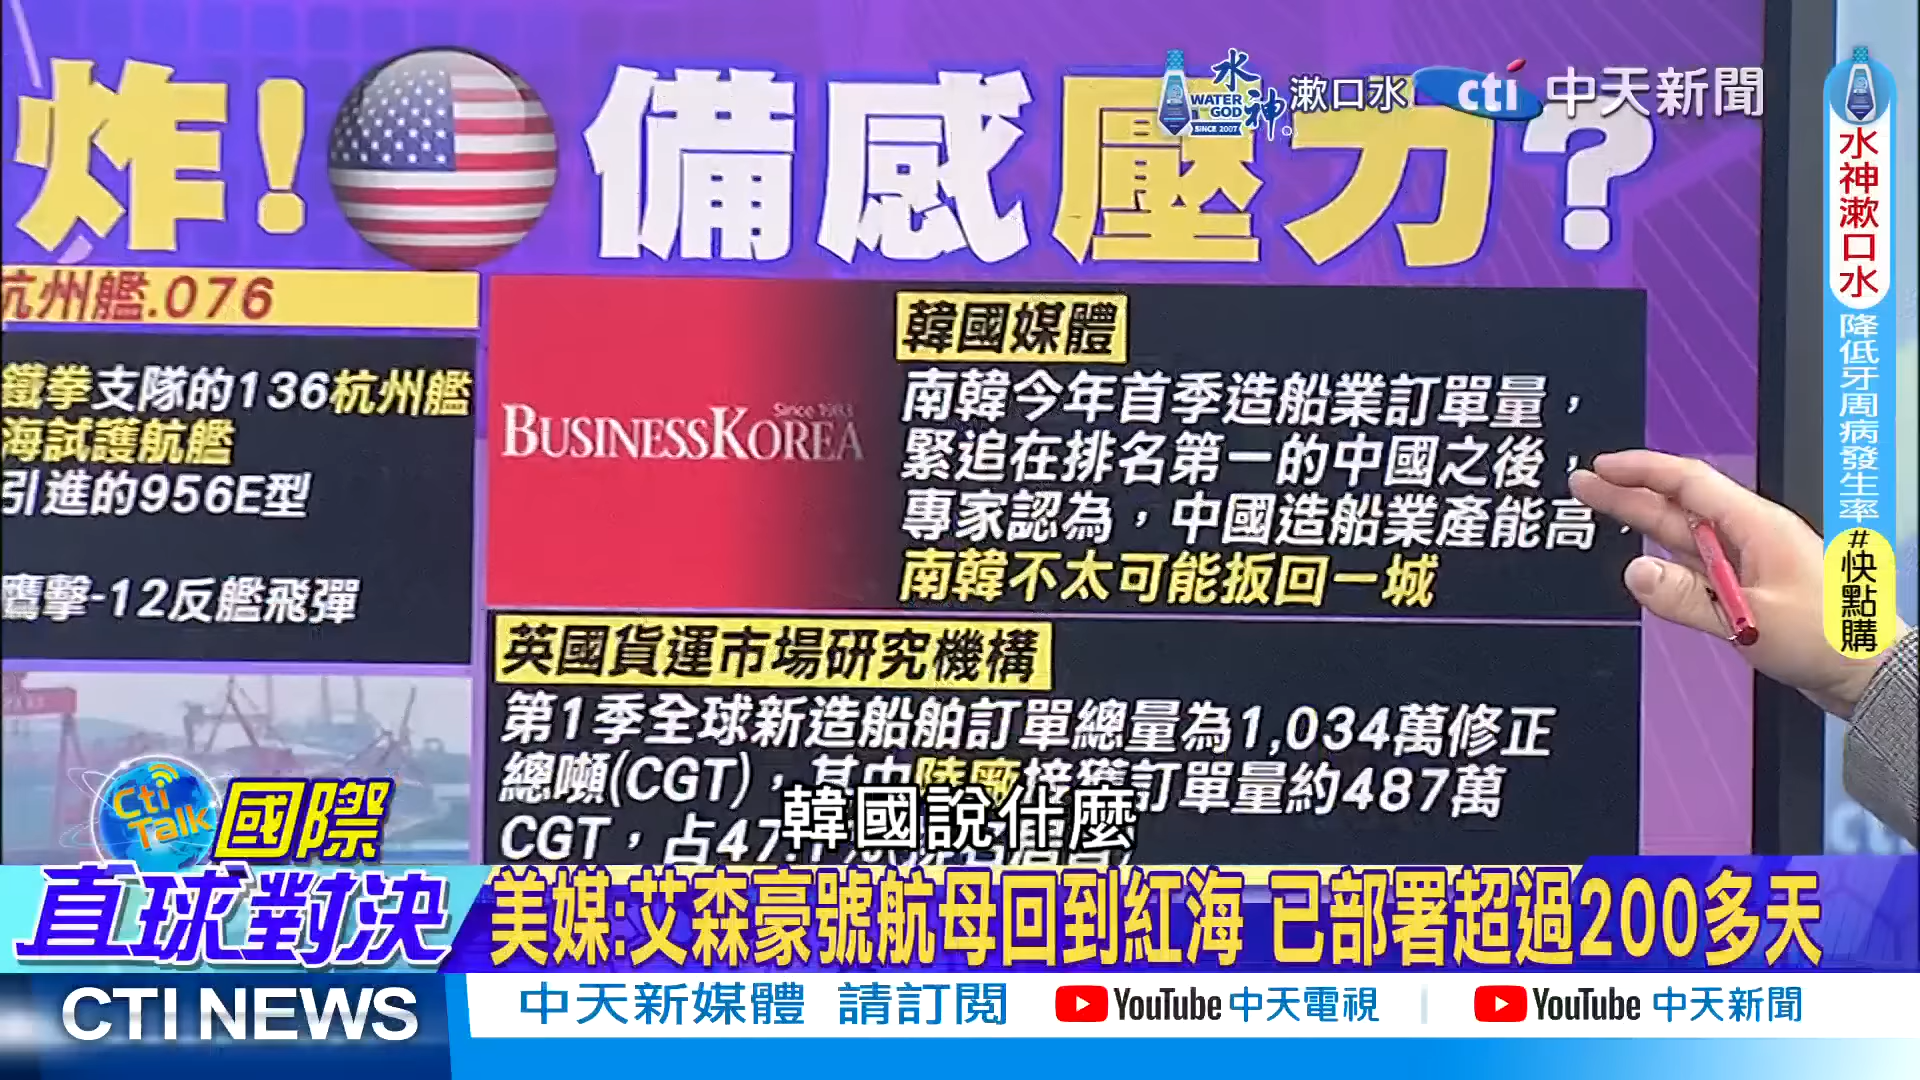 炸! 備感壓力?
水神
WATER GOD
SINCE 2007
漱口水
cti 中天新聞
水神漱口水
降低牙周病發生率
#快點購
杭州艦.076
鐵拳支隊的136杭州艦
海試護航艦
引進的956E型
鷹擊-12反艦飛彈
Since 1983
BUSINESSKOREA
韓國媒體
南韓今年首季造船業訂單量，
緊追在排名第一的中國之後，
專家認為，中國造船業產能高，
南韓不太可能扳回一城
英國貨運市場研究機構
第1季全球新造船舶訂單總量為1,034萬修正
總噸(CGT)，其中陸廠接獲訂單量約487萬
CGT，占47.
韓國說什麼
Cti Talk
國際
直球對決
美媒:艾森豪號航母回到紅海 已部署超過200多天
CTI NEWS
中天新媒體 請訂閱 YouTube 中天電視 | YouTube 中天新聞